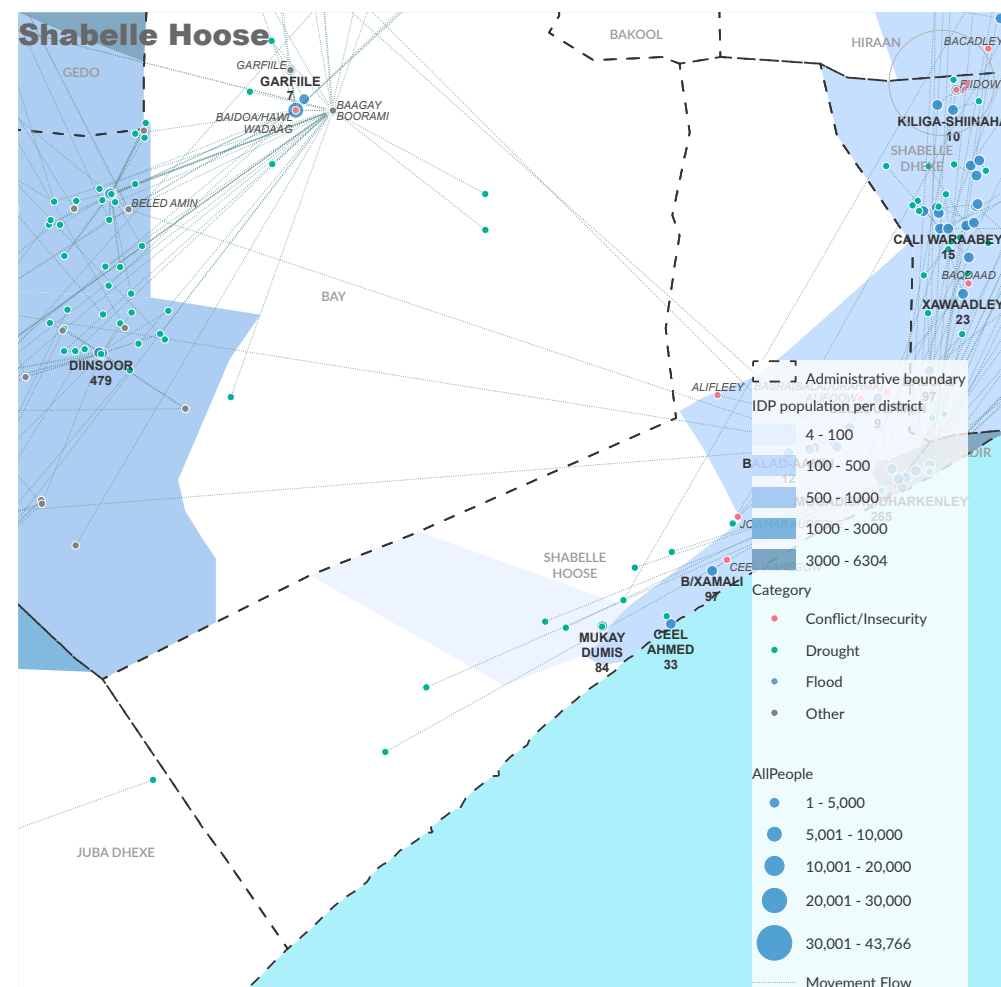 Shabelle Hoose
BAKOOL
HIRAAN
BACADLEY
GEDO
GARFIILE
GARFIILE
7
BAIDOA/HAWL
WADAAG
BAAGAY
BOORAMI
KILIGA-SHIINAHA
10
SHABELLE
DHEXE
BELED AMIN
CALI WARAABEY
15
BAQDAAD
XAWAADLEY
23
BAY
DIINSOOR
479
ALIFLEEY
97
9
12
265
SHABELLE
HOOSE
B/XAMALI
97
MUKAY
DUMIS
84
CEEL
AHMED
33
JUBA DHEXE
Administrative boundary
IDP population per district
4 - 100
100 - 500
500 - 1000
1000 - 3000
3000 - 6304
Category
Conflict/Insecurity
Drought
Flood
Other
AllPeople
1 - 5,000
5,001 - 10,000
10,001 - 20,000
20,001 - 30,000
30,001 - 43,766
Movement Flow